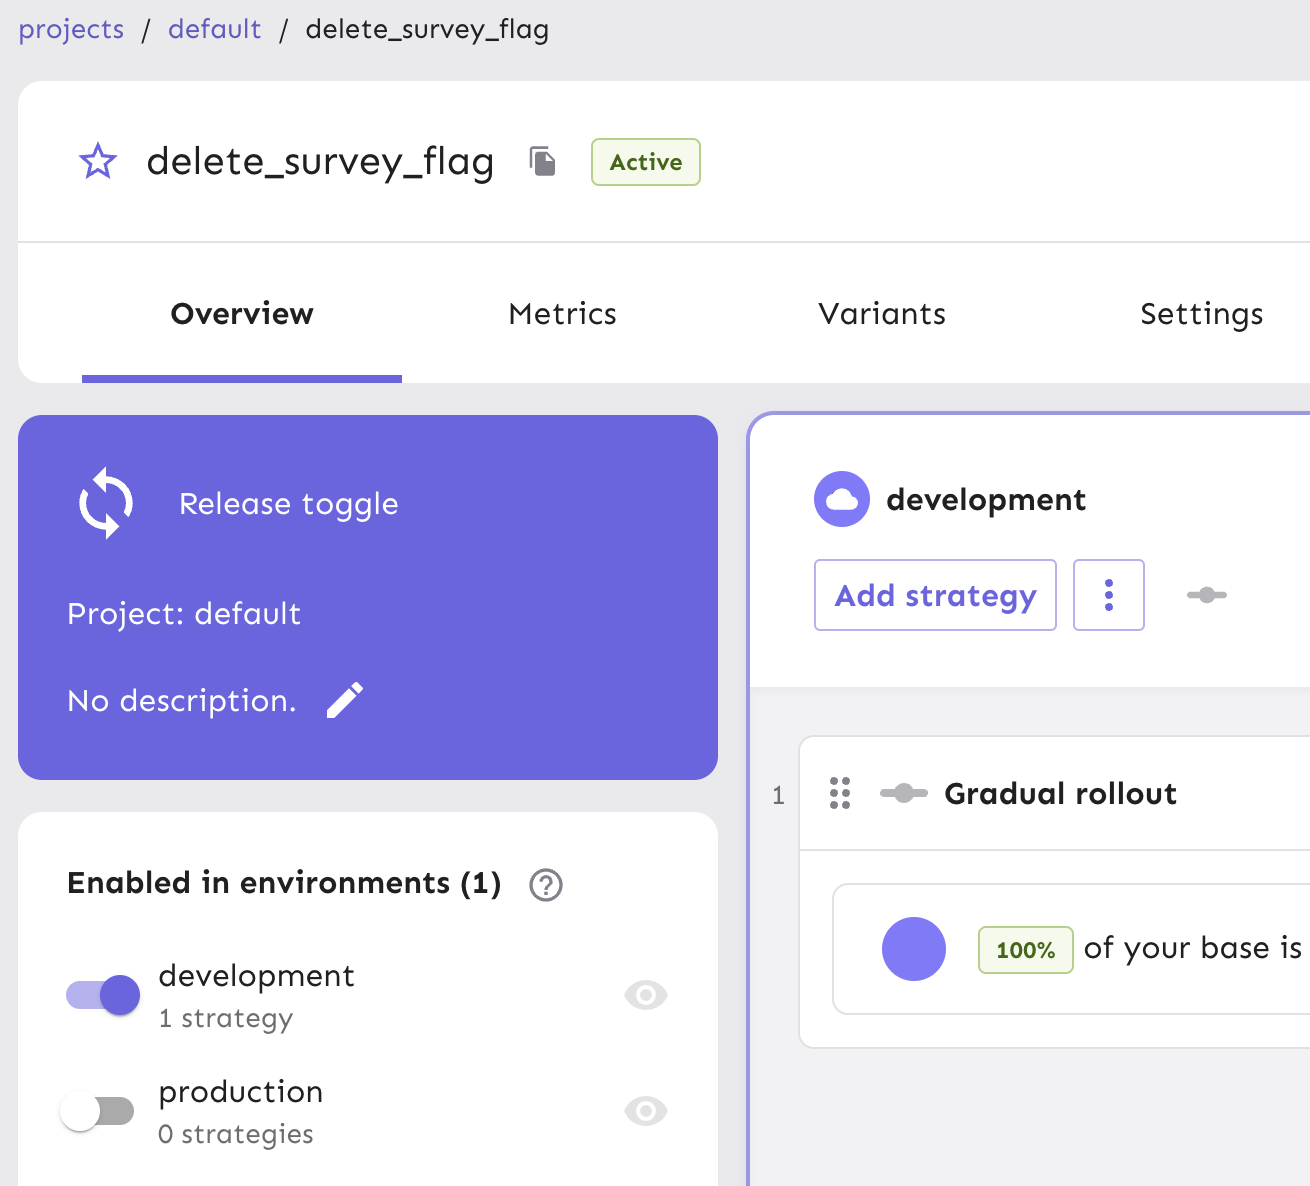 projects / default / delete_survey_flag
delete_survey_flag
Active
Overview
Metrics
Variants
Settings
Release toggle
Project: default
No description.
Enabled in environments (1)
development
1 strategy
production
0 strategies
development
Add strategy
1
Gradual rollout
100% of your base is